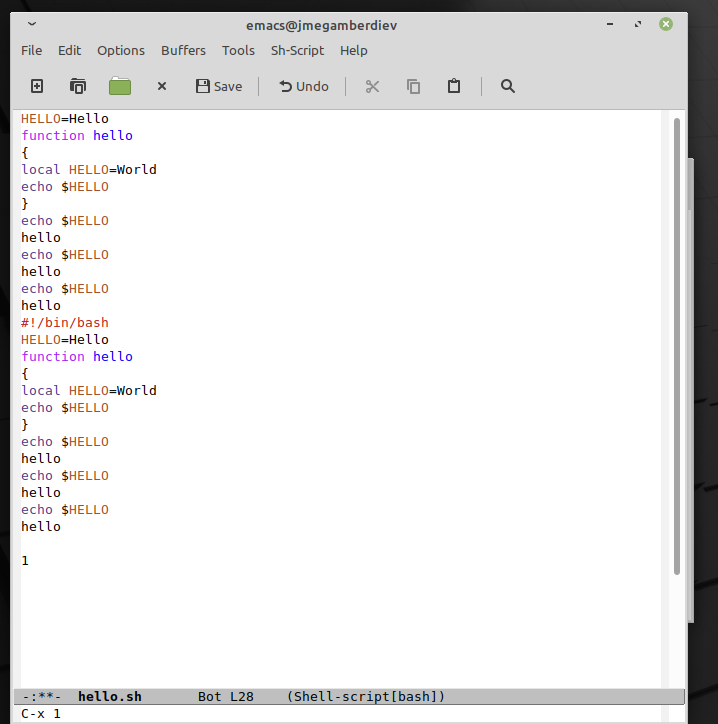 emacs@jmegamberdiev
File Edit Options Buffers Tools Sh-Script Help
Save Undo
HELLO=Hello
function hello
{
local HELLO=World
echo $HELLO
}
echo $HELLO
hello
echo $HELLO
hello
echo $HELLO
hello
#!/bin/bash
HELLO=Hello
function hello
{
local HELLO=World
echo $HELLO
}
echo $HELLO
hello
echo $HELLO
hello
echo $HELLO
hello
1
-:**- hello.sh Bot L28 (Shell-script[bash])
C-x 1